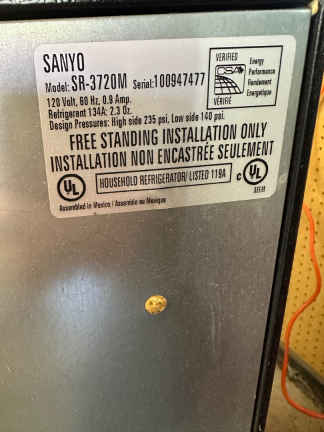 SANYO
Model: SR-3720M Serial: 100947477
120 Volt, 60 Hz, 0.9 Amp.
Refrigerant 134A: 2.3 Oz.
Design Pressures: High side 235 psi, Low side 140 psi.
VERIFIED
Energy
Performance
Rendement
Énergétique
VÉRIFIÉ
FREE STANDING INSTALLATION ONLY
INSTALLATION NON ENCASTRÉE SEULEMENT
UL
HOUSEHOLD REFRIGERATOR/LISTED 119A
C UL
Assembled in Mexico / Assemblé au Mexique